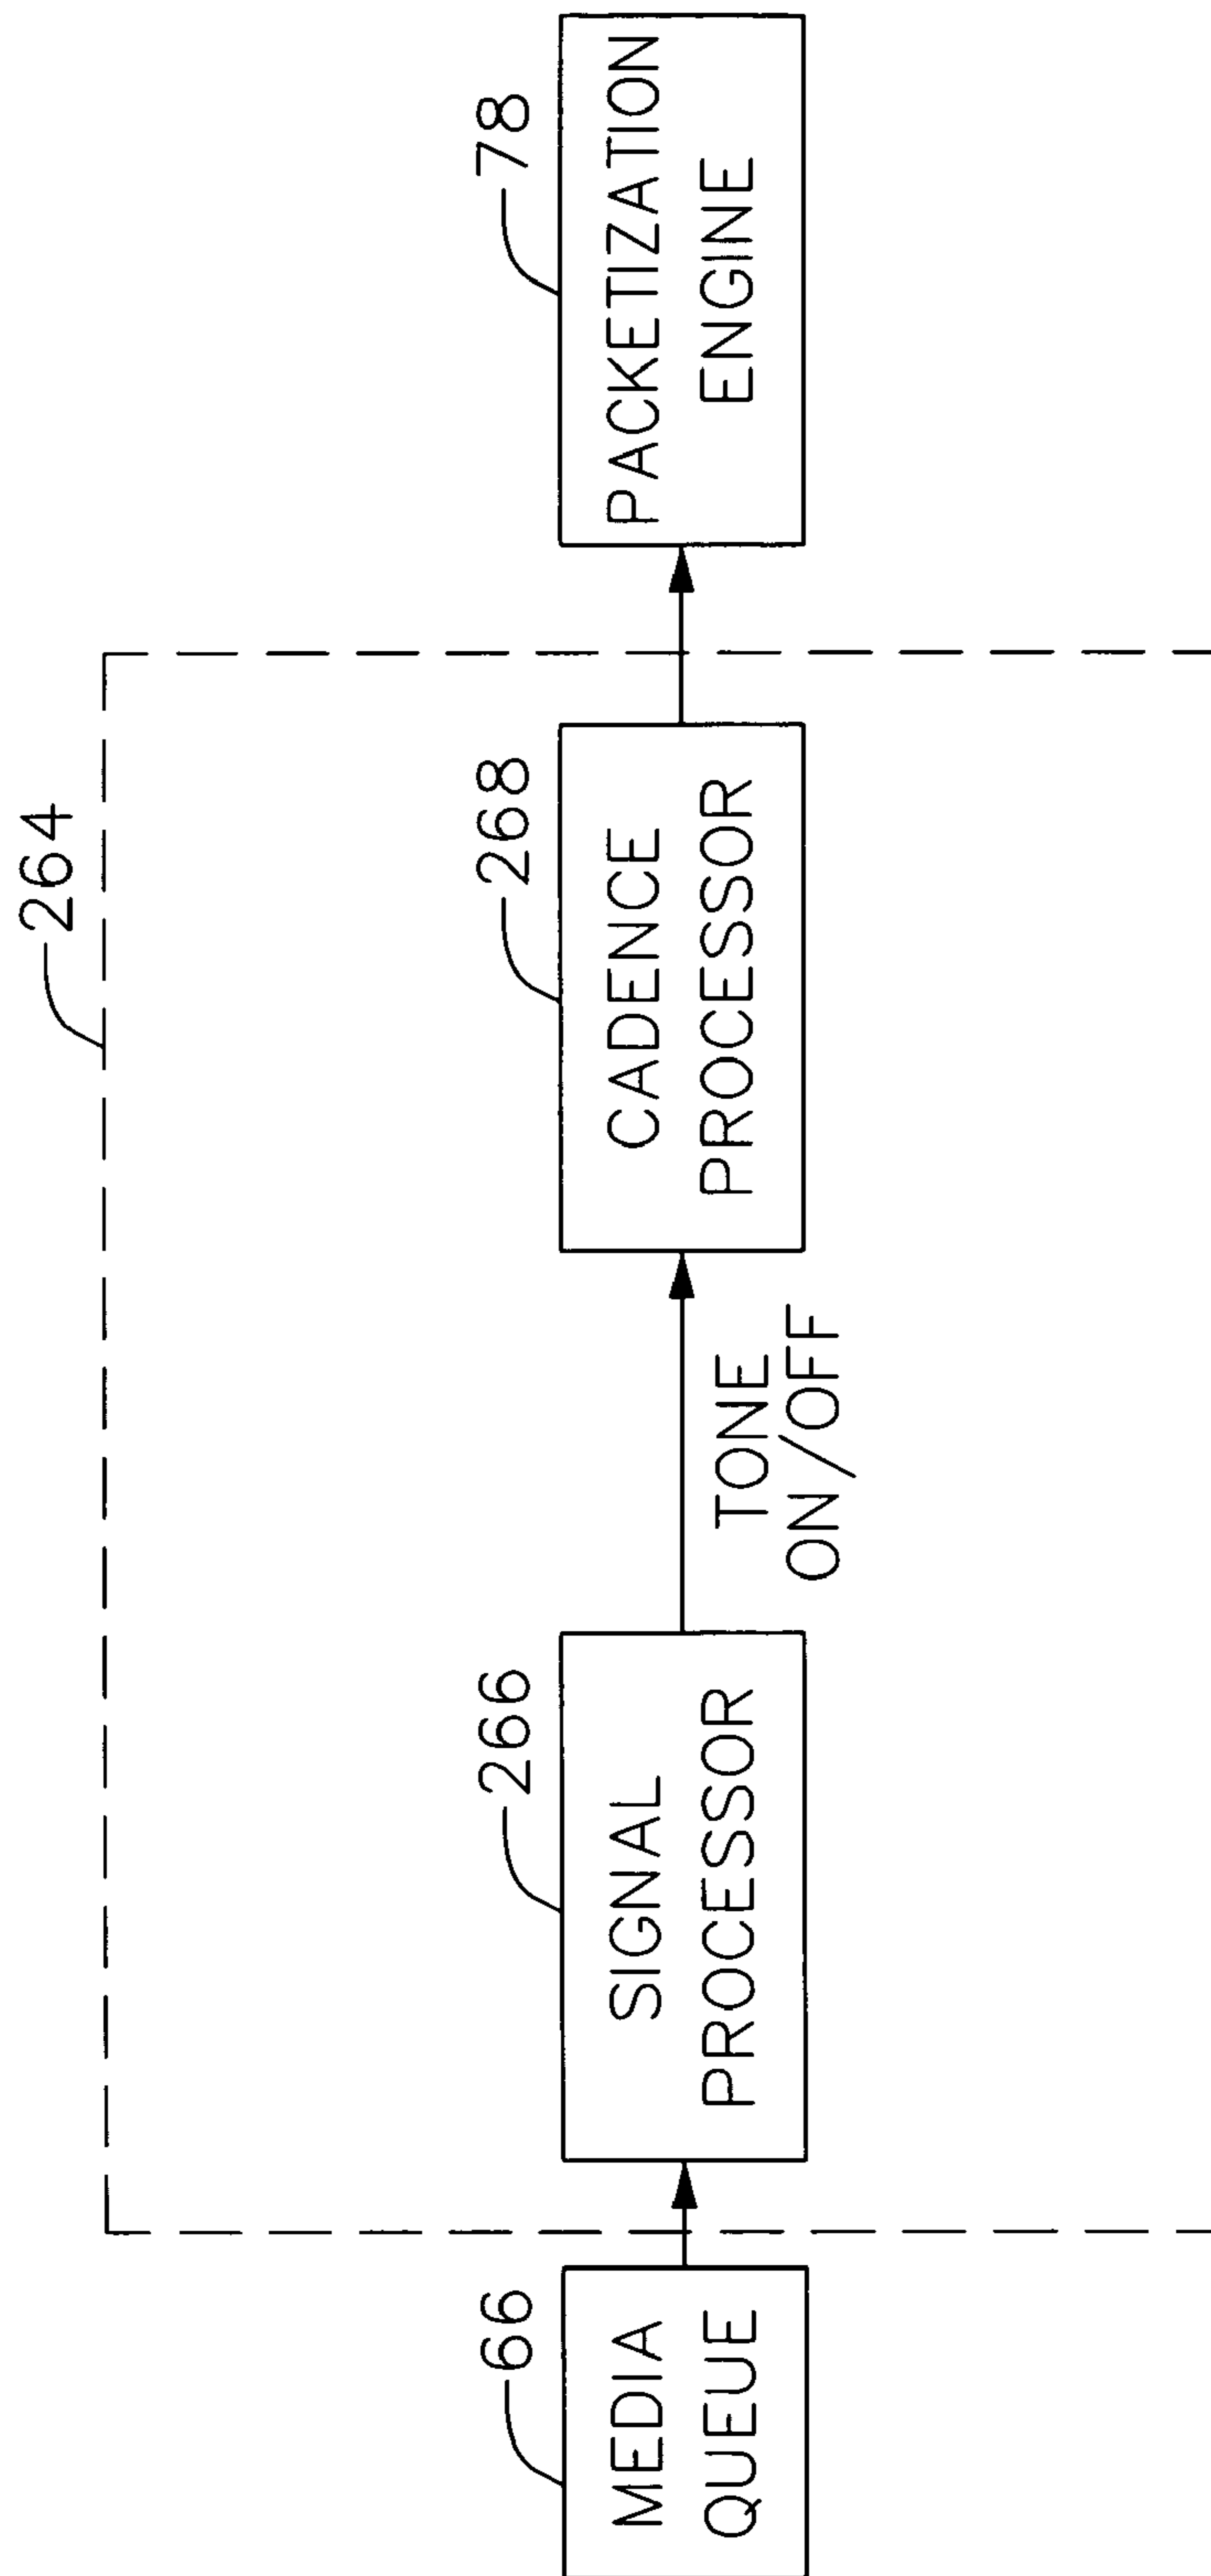 264
66
MEDIA
QUEUE
266
SIGNAL
PROCESSOR
TONE
ON/OFF
268
CADENCE
PROCESSOR
78
PACKETIZATION
ENGINE